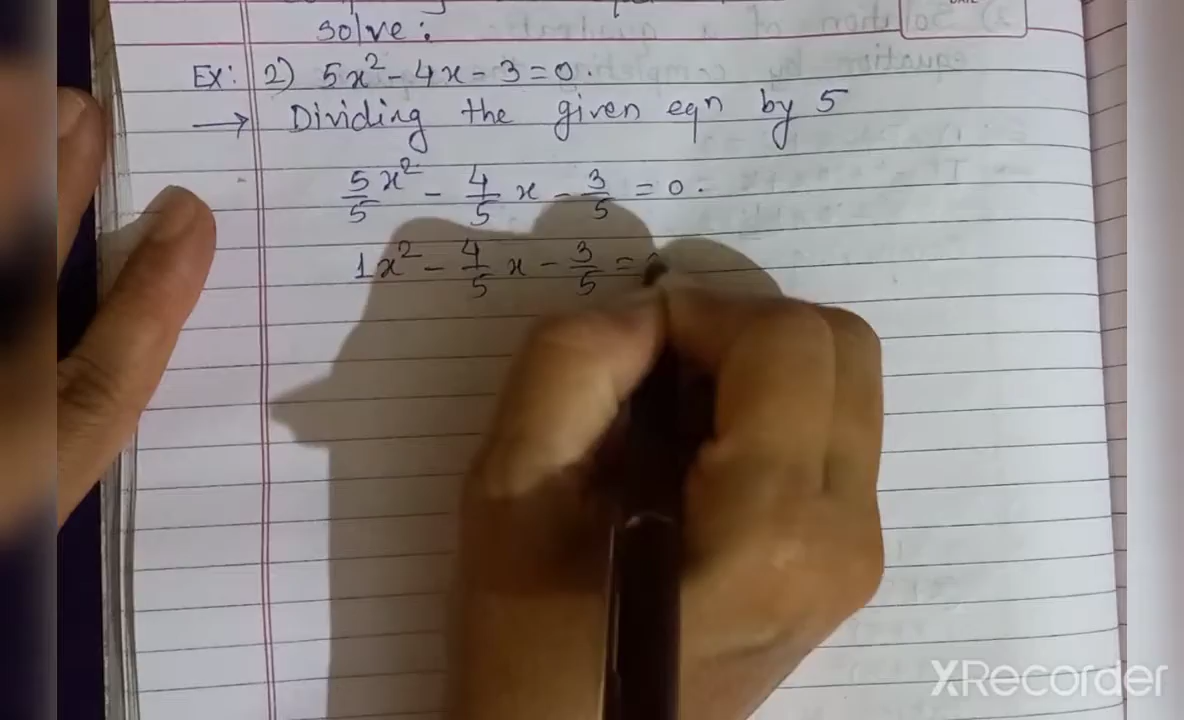 solve:
Ex: 2) 5x² - 4x - 3 = 0.
→ Dividing the given eqn by 5
5/5 x² - 4/5 x - 3/5 = 0.
1x² - 4/5 x - 3/5 =
XRecorder